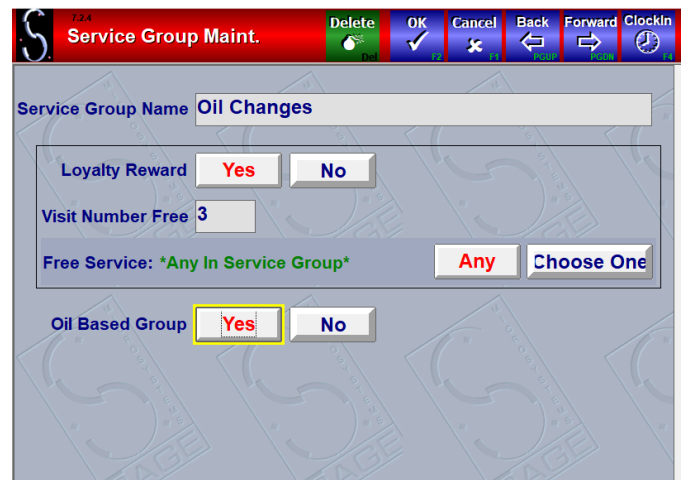 7.2.4
Service Group Maint.
Delete
Del
OK
F2
Cancel
F1
Back
PGUP
Forward
PGDN
ClockIn
F4
Service Group Name Oil Changes
Loyalty Reward Yes No
Visit Number Free 3
Free Service: *Any In Service Group* Any Choose One
Oil Based Group Yes No